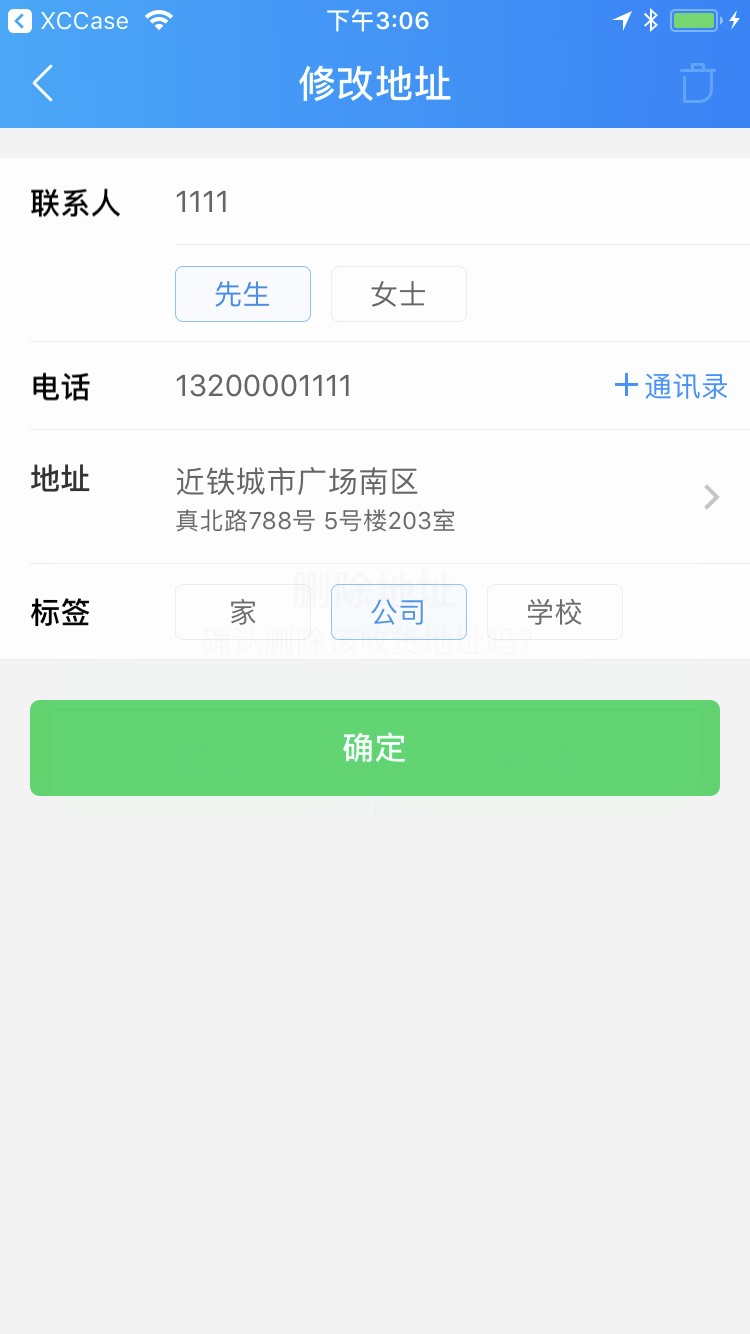 XCCase
下午3:06
修改地址
联系人 1111
先生 女士
电话 13200001111 +通讯录
地址 近铁城市广场南区
真北路788号 5号楼203室
删除地址
标签 家 公司 学校
确认删除该收货地址吗?
确定